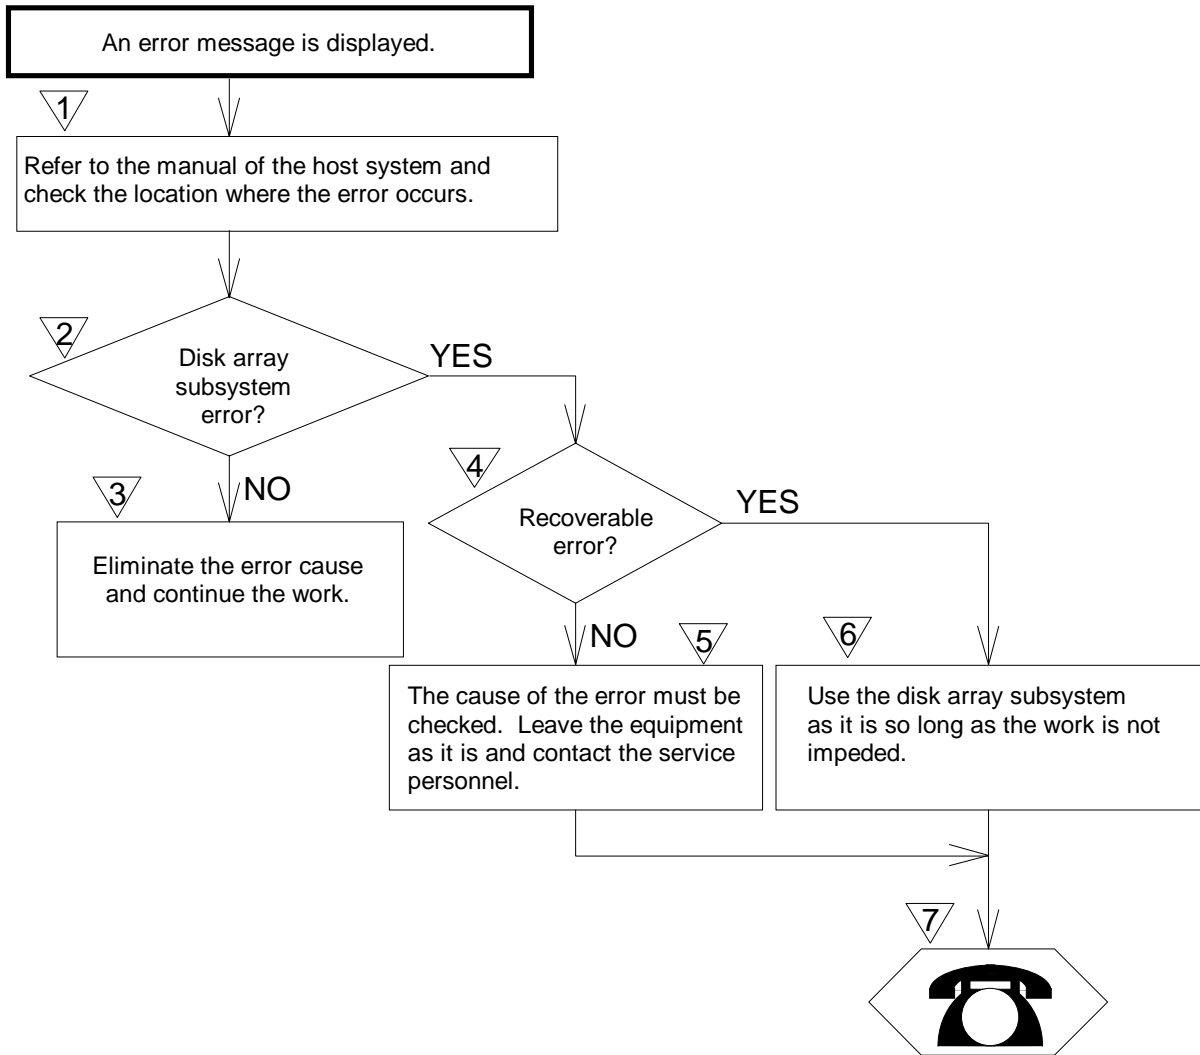 An error message is displayed.
1
Refer to the manual of the host system and
check the location where the error occurs.
2
Disk array
subsystem
error?
YES
NO
3
Eliminate the error cause
and continue the work.
4
Recoverable
error?
YES
NO
5
The cause of the error must be
checked.  Leave the equipment
as it is and contact the service
personnel.
6
Use the disk array subsystem
as it is so long as the work is not
impeded.
7